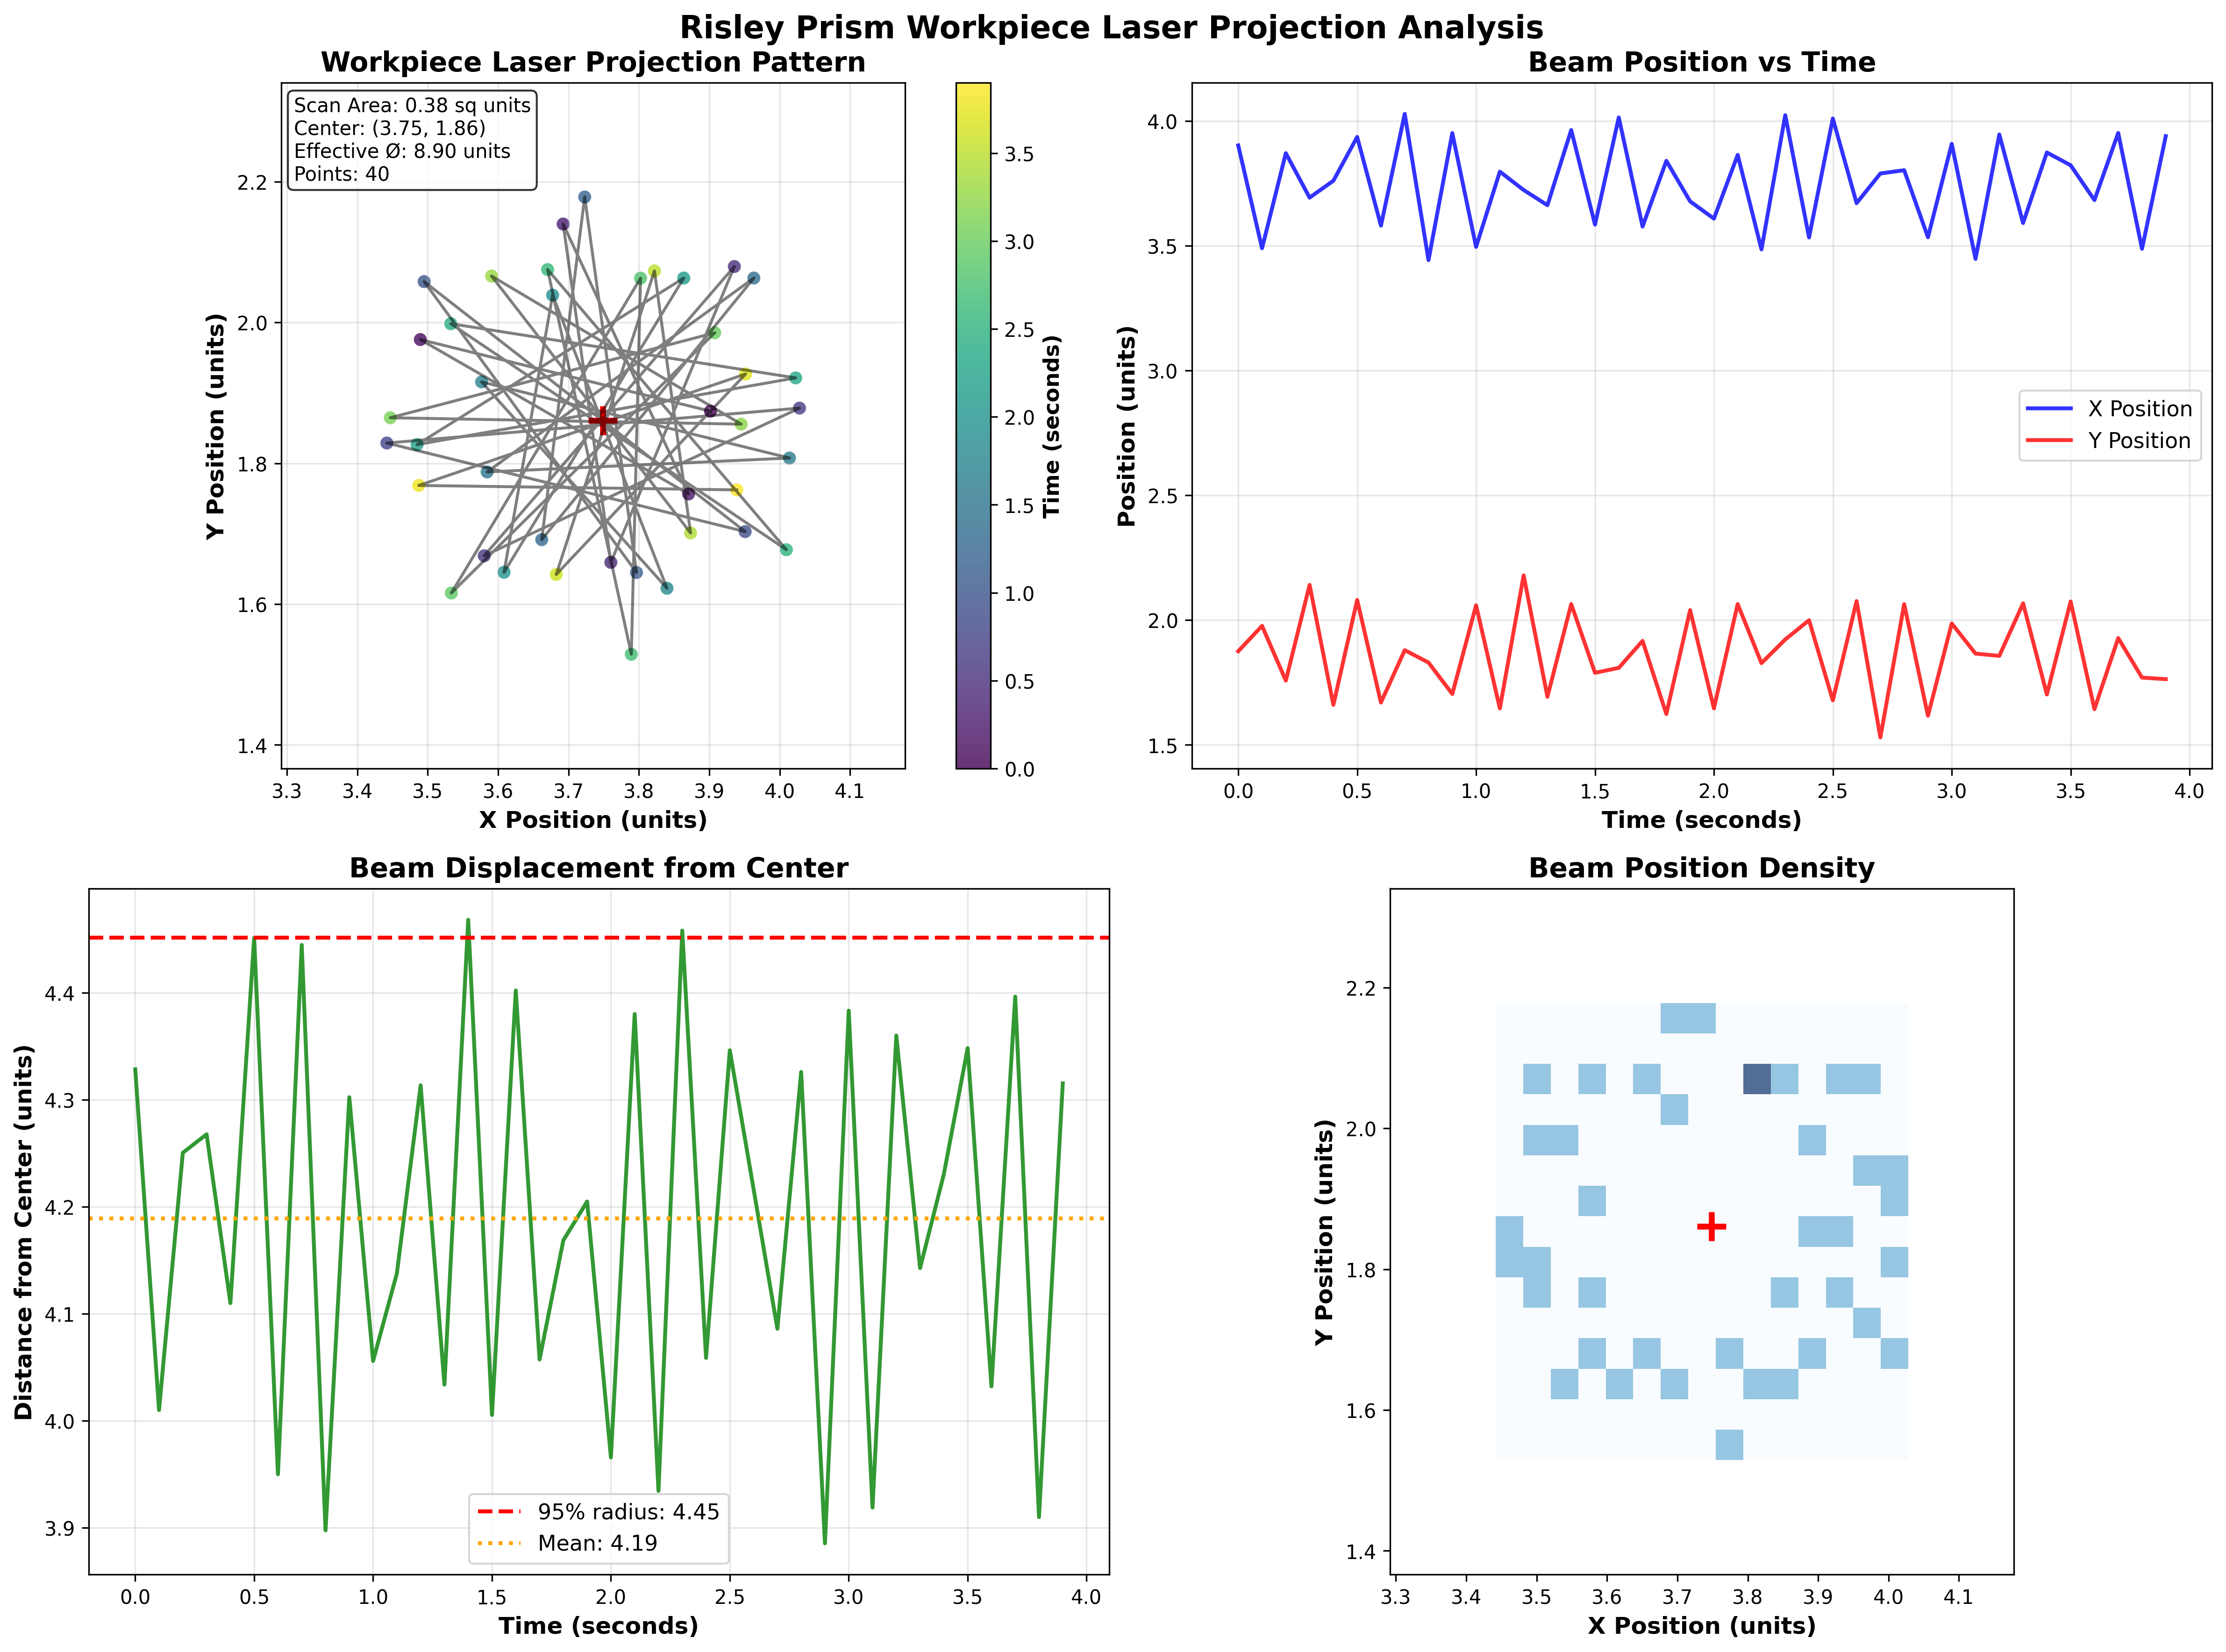 Risley Prism Workpiece Laser Projection Analysis
Workpiece Laser Projection Pattern
Scan Area: 0.38 sq units
Center: (3.75, 1.86)
Effective Ø: 8.90 units
Points: 40
2.2
2.0
1.8
1.6
1.4
Y Position (units)
3.3 3.4 3.5 3.6 3.7 3.8 3.9 4.0 4.1
X Position (units)
3.5
3.0
2.5
2.0
1.5
1.0
0.5
0.0
Time (seconds)
Beam Position vs Time
4.0
3.5
3.0
2.5
2.0
1.5
Position (units)
X Position
Y Position
0.0 0.5 1.0 1.5 2.0 2.5 3.0 3.5 4.0
Time (seconds)
Beam Displacement from Center
4.4
4.3
4.2
4.1
4.0
3.9
Distance from Center (units)
95% radius: 4.45
Mean: 4.19
0.0 0.5 1.0 1.5 2.0 2.5 3.0 3.5 4.0
Time (seconds)
Beam Position Density
2.2
2.0
1.8
1.6
1.4
Y Position (units)
3.3 3.4 3.5 3.6 3.7 3.8 3.9 4.0 4.1
X Position (units)